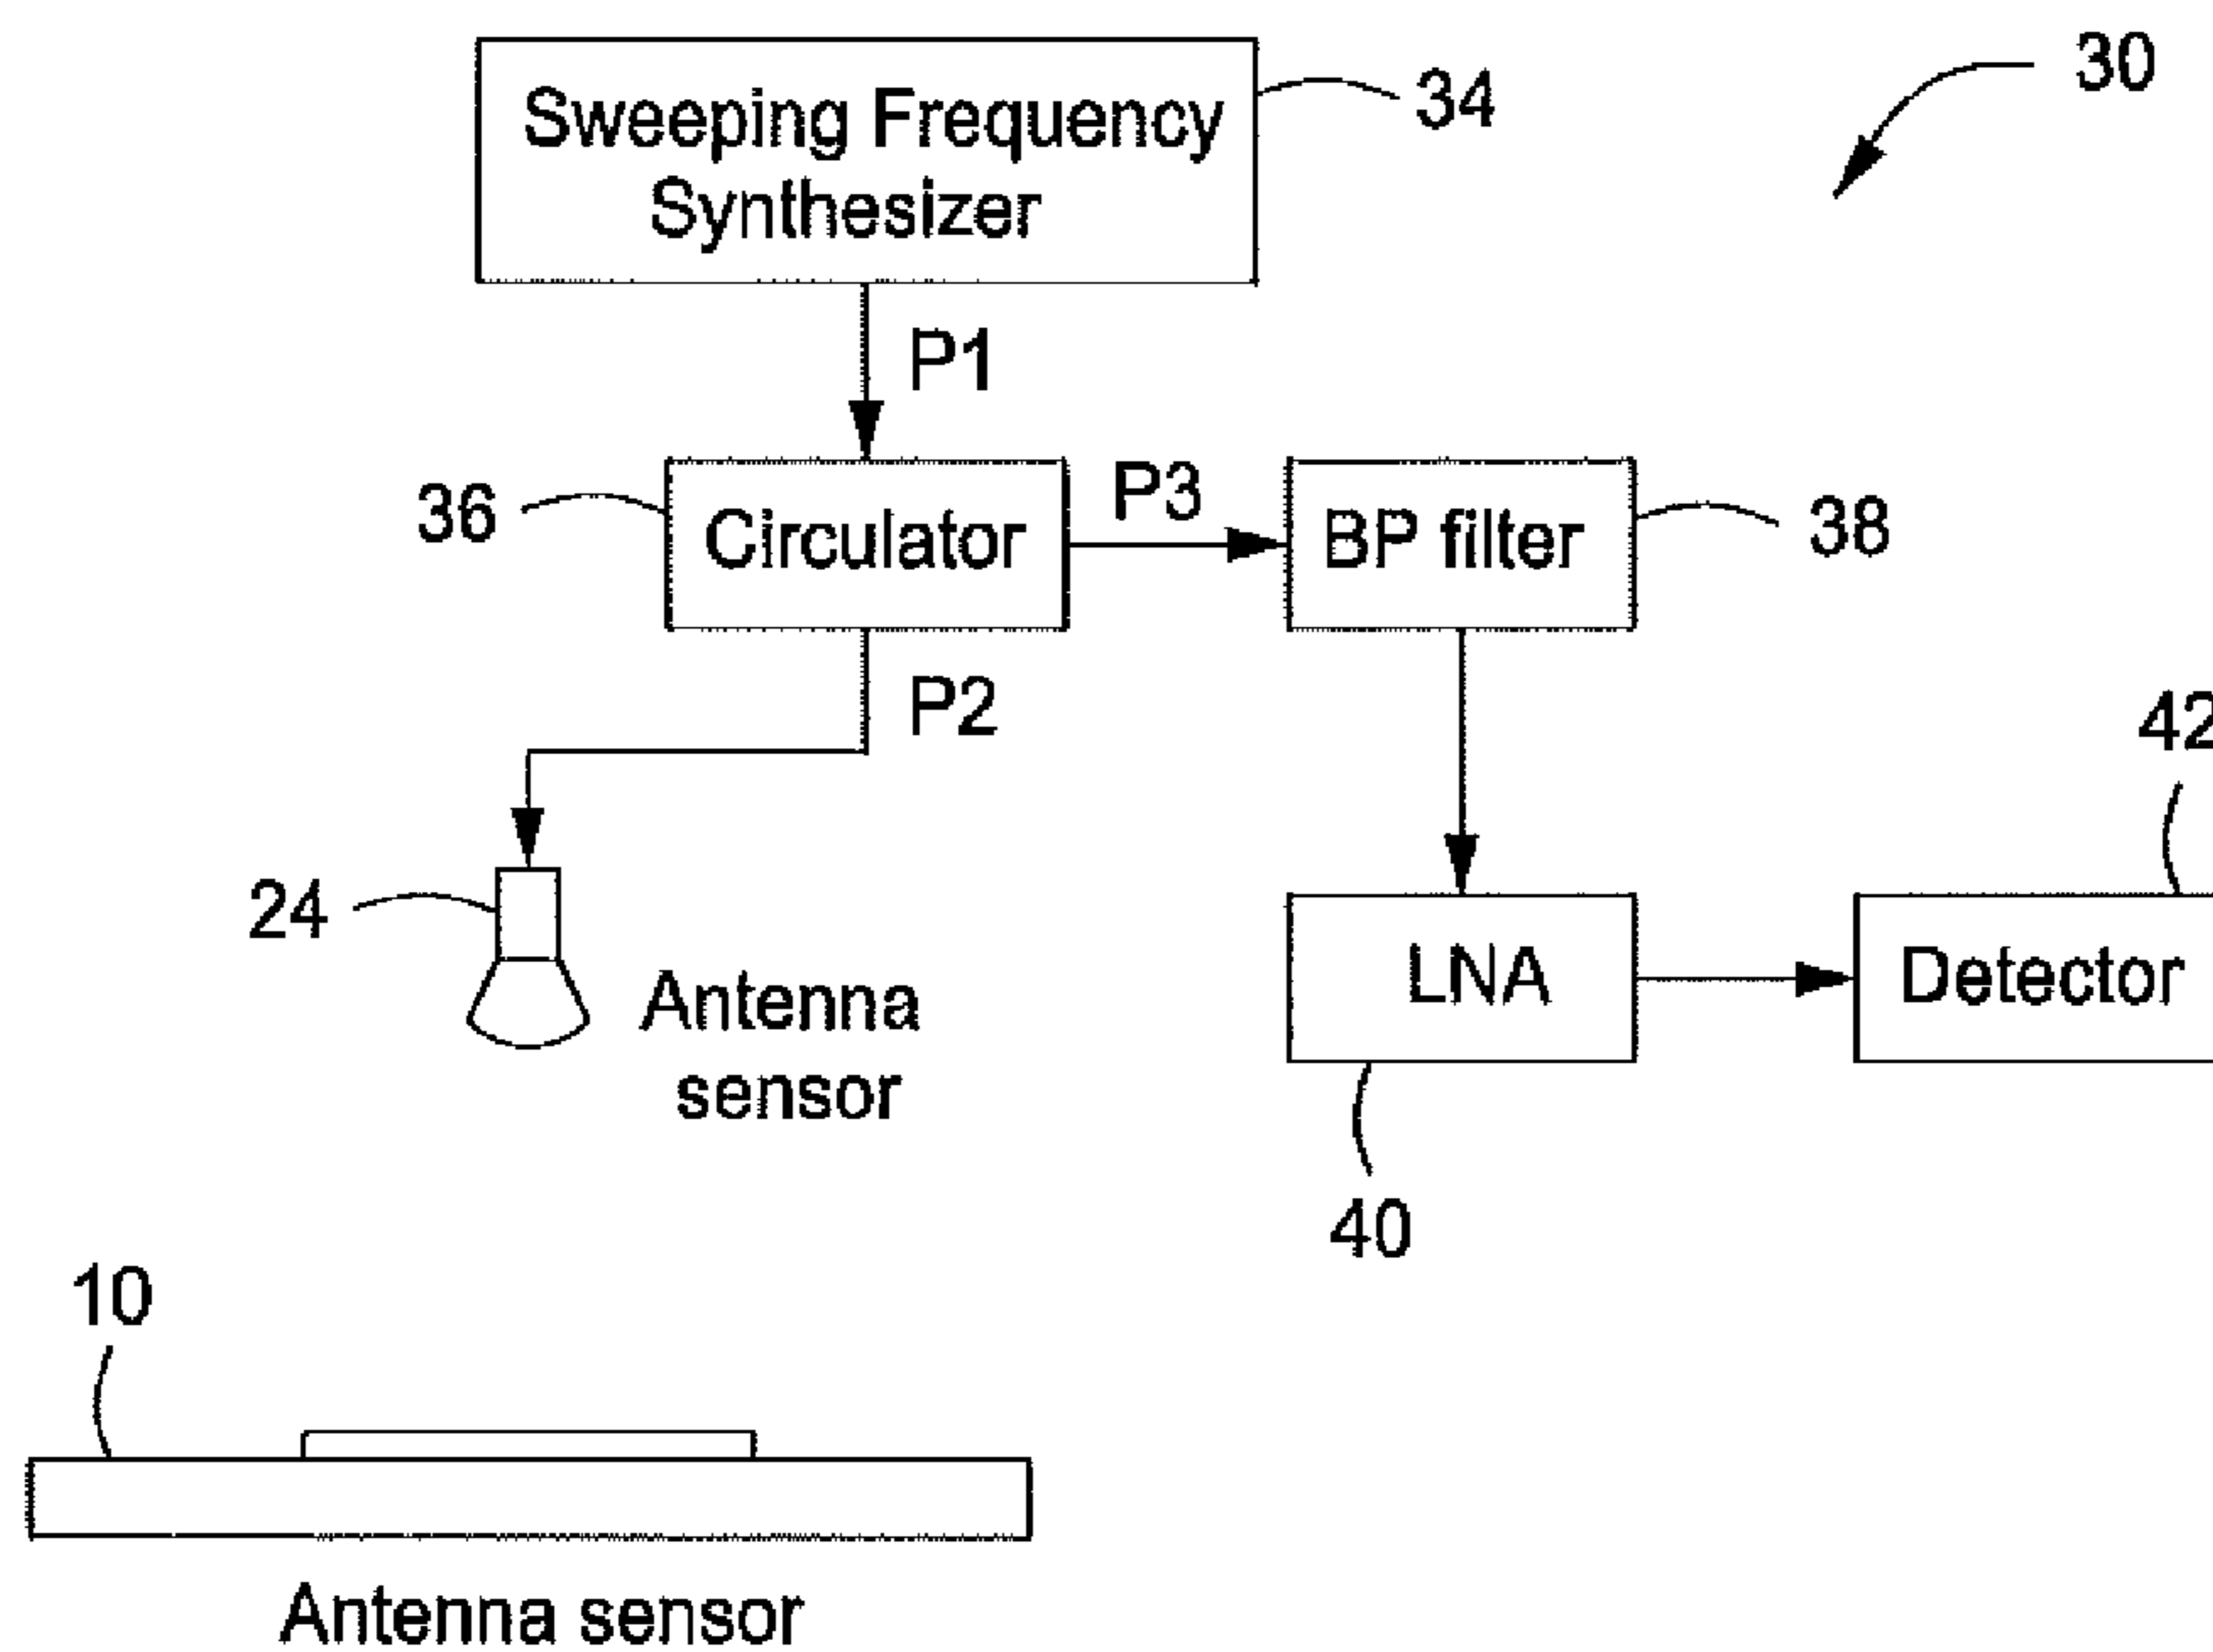 30
Sweeping Frequency
Synthesizer
34
P1
36
Circulator
P3
BP filter
38
P2
42
24
Antenna
sensor
LNA
Detector
40
10
Antenna sensor